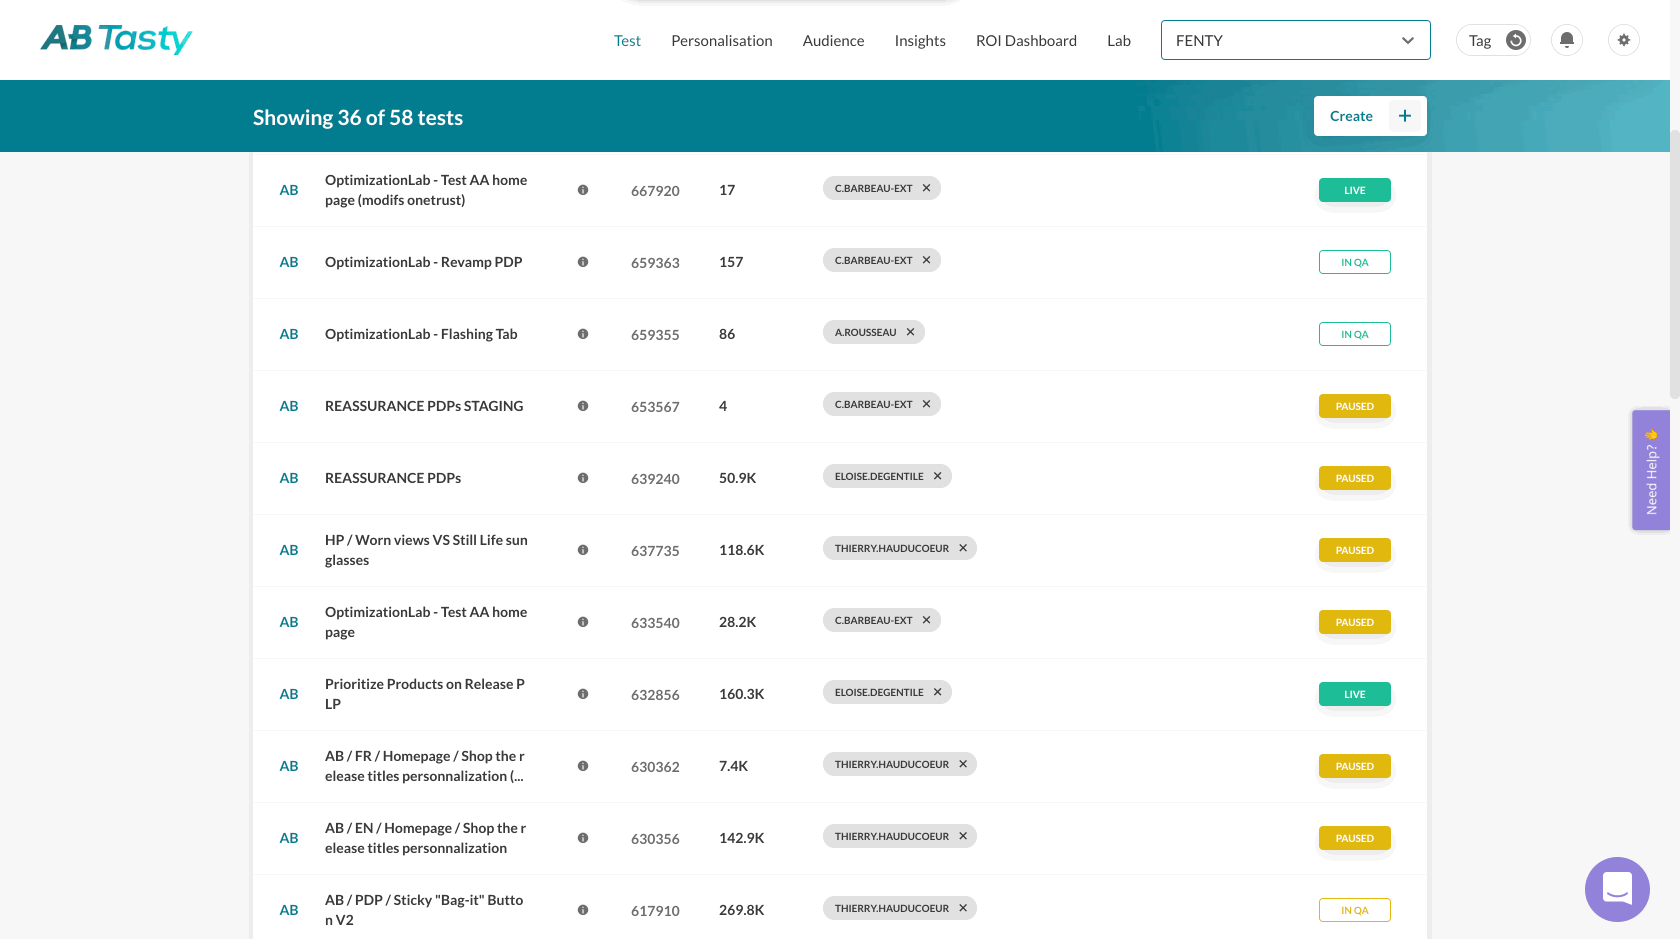 AB Tasty
Test
Personalisation
Audience
Insights
ROI Dashboard
Lab
FENTY
Tag
Showing 36 of 58 tests
Create +
AB
OptimizationLab - Test AA home
page (modifs onetrust)
667920
17
C.BARBEAU-EXT
LIVE
AB
OptimizationLab - Revamp PDP
659363
157
C.BARBEAU-EXT
IN QA
AB
OptimizationLab - Flashing Tab
659355
86
A.ROUSSEAU
IN QA
AB
REASSURANCE PDPs STAGING
653567
4
C.BARBEAU-EXT
PAUSED
AB
REASSURANCE PDPs
639240
50.9K
ELOISE.DEGENTILE
PAUSED
AB
HP / Worn views VS Still Life sun
glasses
637735
118.6K
THIERRY.HAUDUCOEUR
PAUSED
AB
OptimizationLab - Test AA home
page
633540
28.2K
C.BARBEAU-EXT
PAUSED
AB
Prioritize Products on Release P
LP
632856
160.3K
ELOISE.DEGENTILE
LIVE
AB
AB / FR / Homepage / Shop the r
elease titles personnalization (...
630362
7.4K
THIERRY.HAUDUCOEUR
PAUSED
AB
AB / EN / Homepage / Shop the r
elease titles personnalization
630356
142.9K
THIERRY.HAUDUCOEUR
PAUSED
AB
AB / PDP / Sticky "Bag-it" Butto
n V2
617910
269.8K
THIERRY.HAUDUCOEUR
IN QA
Need Help?